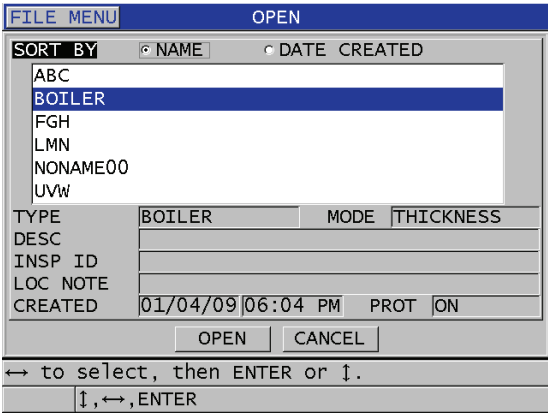 FILE MENU OPEN
SORT BY NAME DATE CREATED
ABC
BOILER
FGH
LMN
NONAME00
UVW
TYPE BOILER MODE THICKNESS
DESC
INSP ID
LOC NOTE
CREATED 01/04/09 06:04 PM PROT ON
OPEN CANCEL
↔ to select, then ENTER or ↕.
↕,↔,ENTER